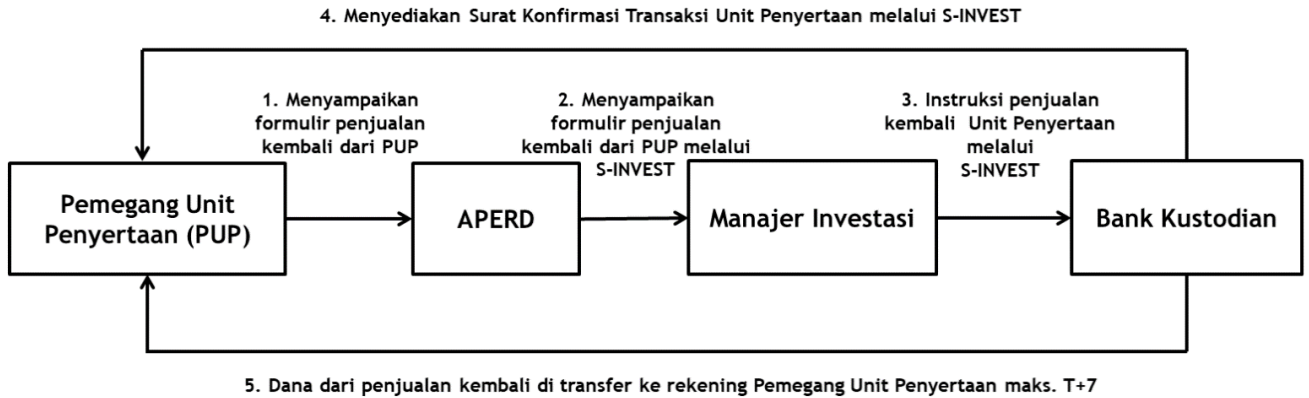 4. Menyediakan Surat Konfirmasi Transaksi Unit Penyertaan melalui S-INVEST
1. Menyampaikan
formulir penjualan
kembali dari PUP
2. Menyampaikan
formulir penjualan
kembali dari PUP melalui
S-INVEST
3. Instruksi penjualan
kembali Unit Penyertaan
melalui
S-INVEST
Pemegang Unit
Penyertaan (PUP)
APERD
Manajer Investasi
Bank Kustodian
5. Dana dari penjualan kembali di transfer ke rekening Pemegang Unit Penyertaan maks. T+7